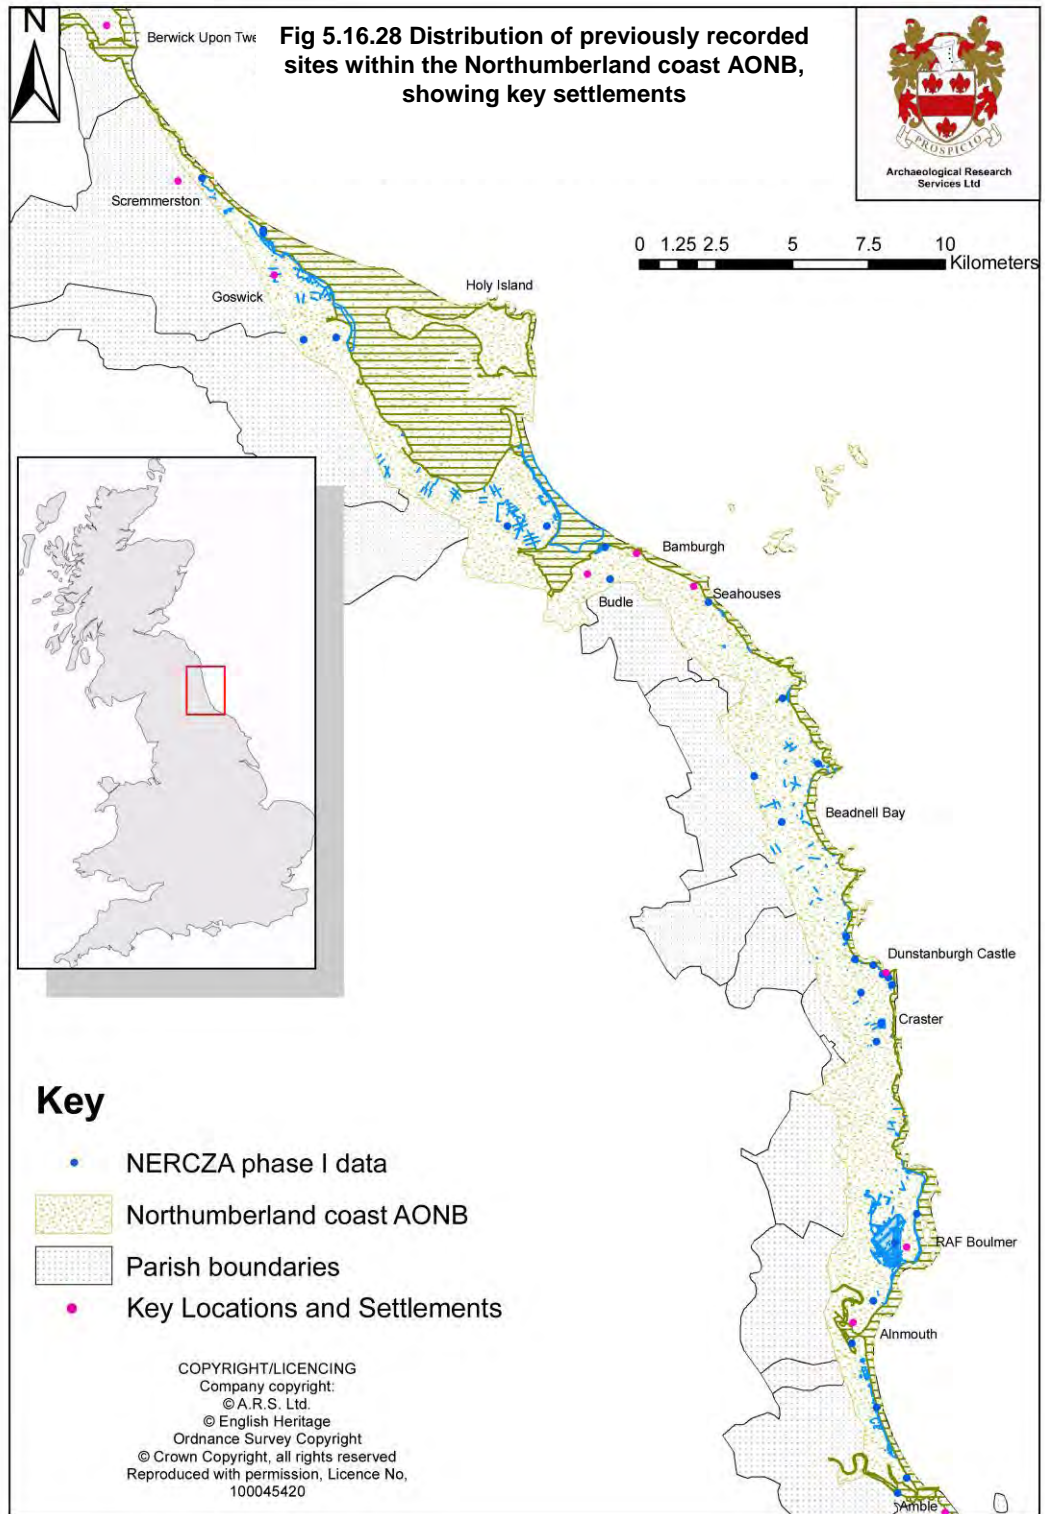 N
Berwick Upon Twe
Fig 5.16.28 Distribution of previously recorded
sites within the Northumberland coast AONB,
showing key settlements
PROSPICIO
Archaeological Research
Services Ltd
Scremmerston
0 1.25 2.5 5 7.5 10
Kilometers
Holy Island
Goswick
Bamburgh
Seahouses
Budle
Beadnell Bay
Dunstanburgh Castle
Craster
Key
NERCZA phase I data
Northumberland coast AONB
Parish boundaries
Key Locations and Settlements
RAF Boulmer
Alnmouth
COPYRIGHT/LICENCING
Company copyright:
© A.R.S. Ltd.
© English Heritage
Ordnance Survey Copyright
© Crown Copyright, all rights reserved
Reproduced with permission, Licence No,
100045420
Amble